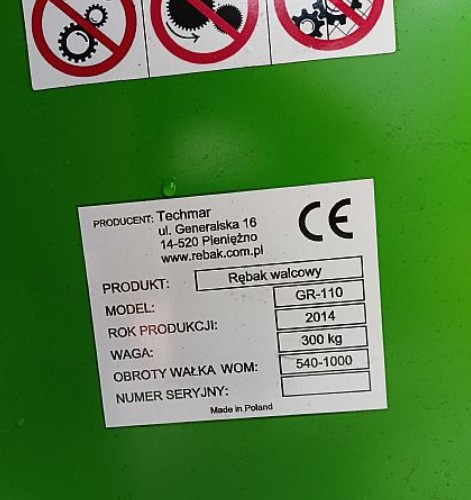 PRODUCENT: Techmar
ul. Generalska 16
14-520 Pieniężno
www.rebak.com.pl
CE
PRODUKT: Rębak walcowy
MODEL: GR-110
ROK PRODUKCJI: 2014
WAGA: 300 kg
OBROTY WAŁKA WOM: 540-1000
NUMER SERYJNY:
Made in Poland